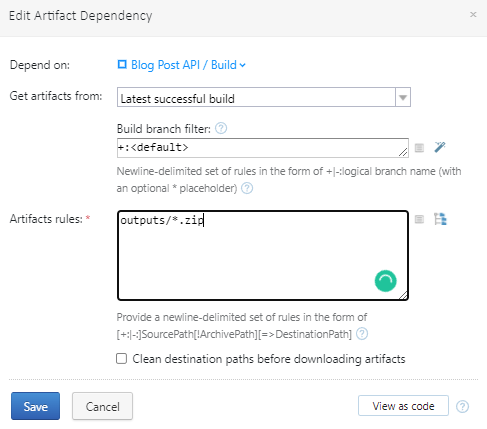 Edit Artifact Dependency
Depend on: Blog Post API / Build
Get artifacts from: Latest successful build
Build branch filter:
+:<default>
Newline-delimited set of rules in the form of +|-:logical branch name (with
an optional * placeholder)
Artifacts rules: * outputs/*.zip
Provide a newline-delimited set of rules in the form of
[+:|-:]SourcePath[!ArchivePath][=>DestinationPath]
Clean destination paths before downloading artifacts
Save Cancel View as code